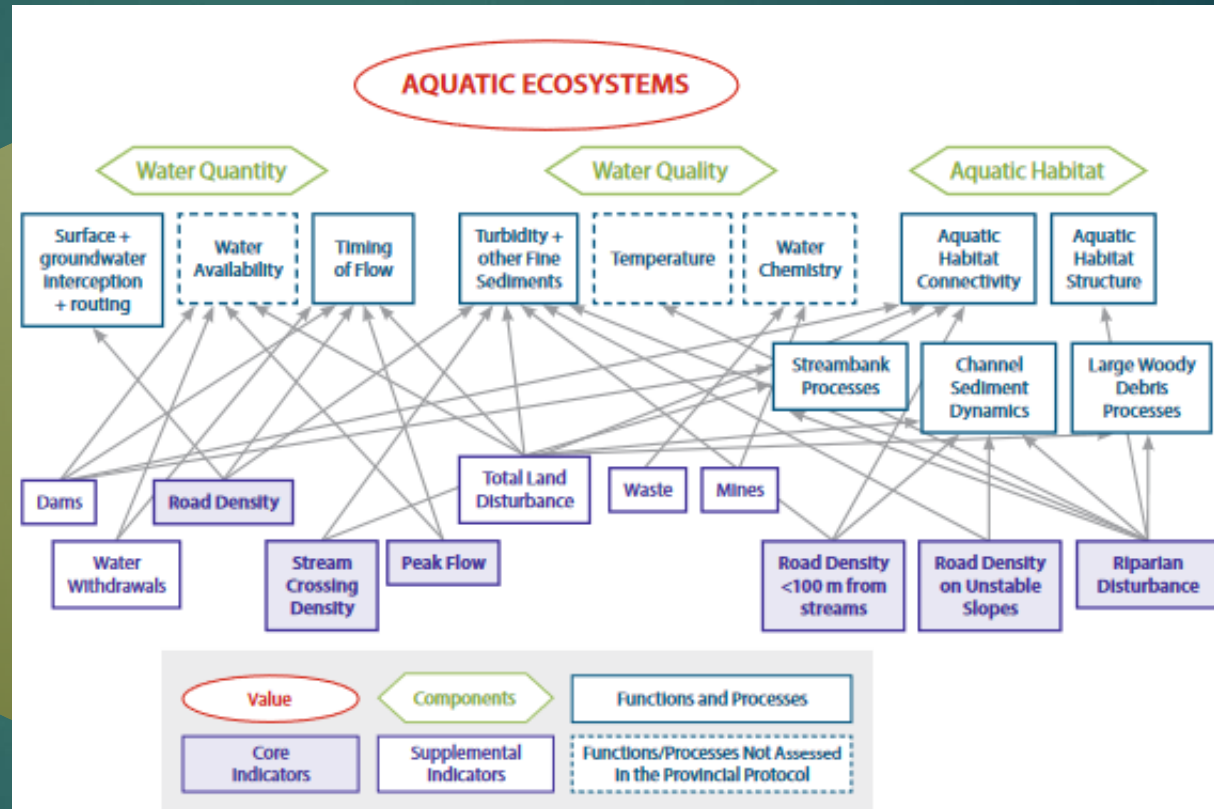 AQUATIC ECOSYSTEMS
Water Quantity
Water Quality
Aquatic Habitat
Surface +
groundwater
interception
+ routing
Water
Availability
Timing
of Flow
Turbidity +
other Fine
Sediments
Temperature
Water
Chemistry
Aquatic
Habitat
Connectivity
Aquatic
Habitat
Structure
Streambank
Processes
Channel
Sediment
Dynamics
Large Woody
Debris
Processes
Dams
Road Density
Total Land
Disturbance
Waste
Mines
Water
Withdrawals
Stream
Crossing
Density
Peak Flow
Road Density
<100 m from
streams
Road Density
on Unstable
Slopes
Riparian
Disturbance
Value
Components
Functions and Processes
Core
Indicators
Supplemental
Indicators
Functions/Processes Not Assessed
in the Provincial Protocol